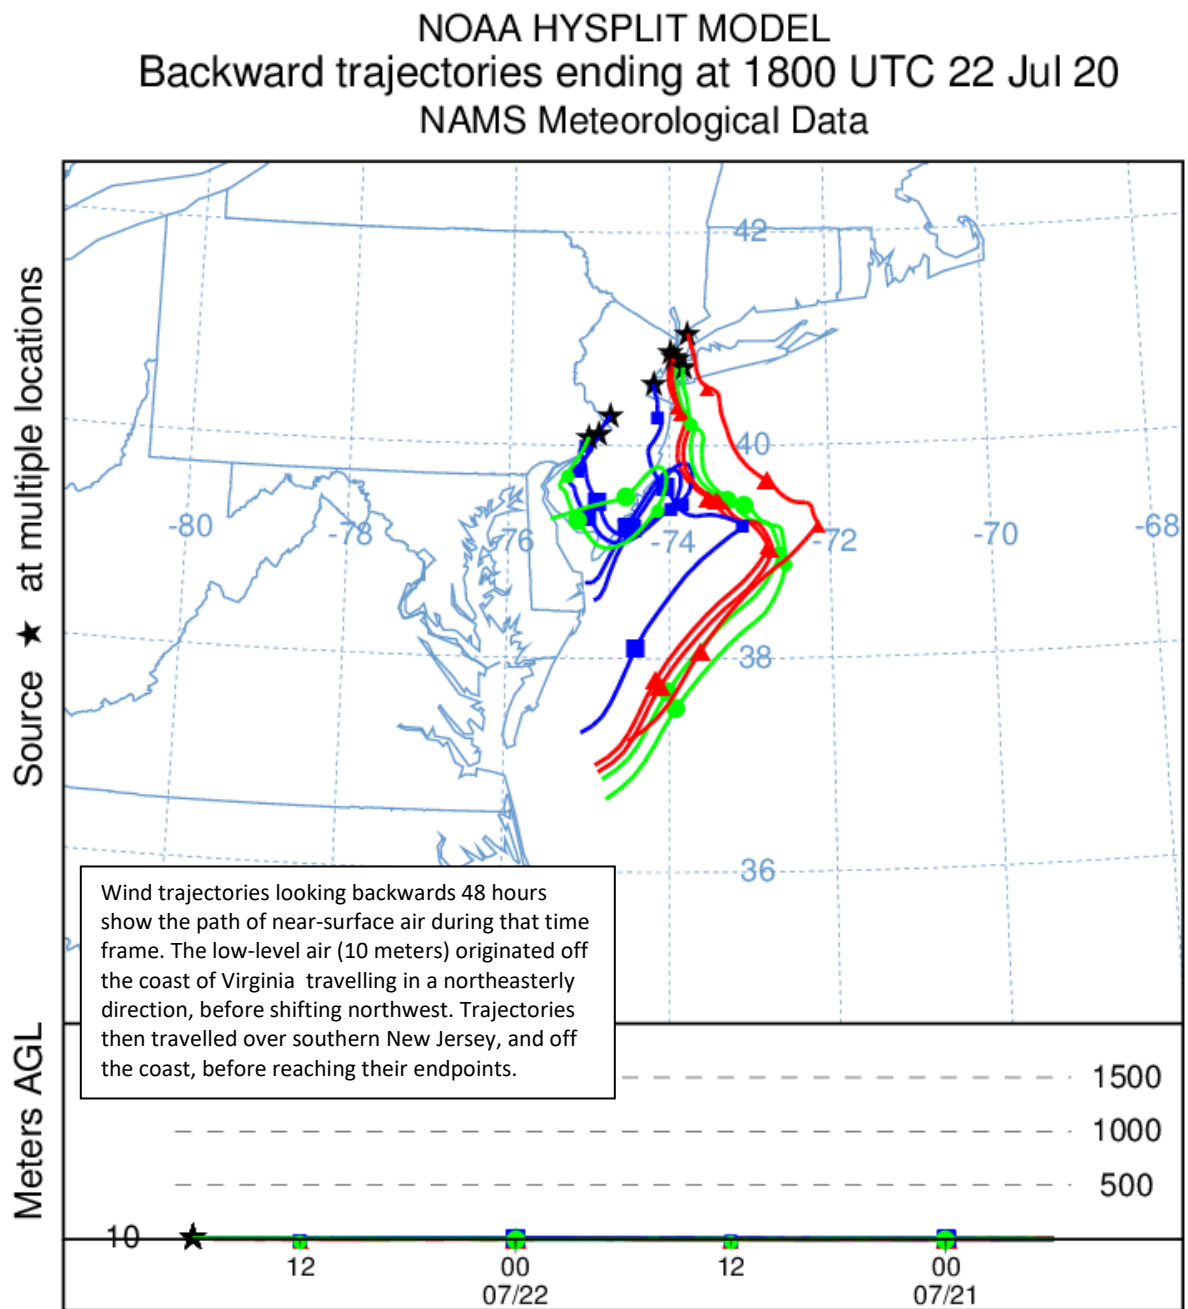 NOAA HYSPLIT MODEL
Backward trajectories ending at 1800 UTC 22 Jul 20
NAMS Meteorological Data
Source ★ at multiple locations
42
40
-80
-78
76
-74
-72
-70
-68
38
36
Wind trajectories looking backwards 48 hours
show the path of near-surface air during that time
frame. The low-level air (10 meters) originated off
the coast of Virginia travelling in a northeasterly
direction, before shifting northwest. Trajectories
then travelled over southern New Jersey, and off
the coast, before reaching their endpoints.
Meters AGL
1500
1000
500
10
12
00
12
00
07/22
07/21